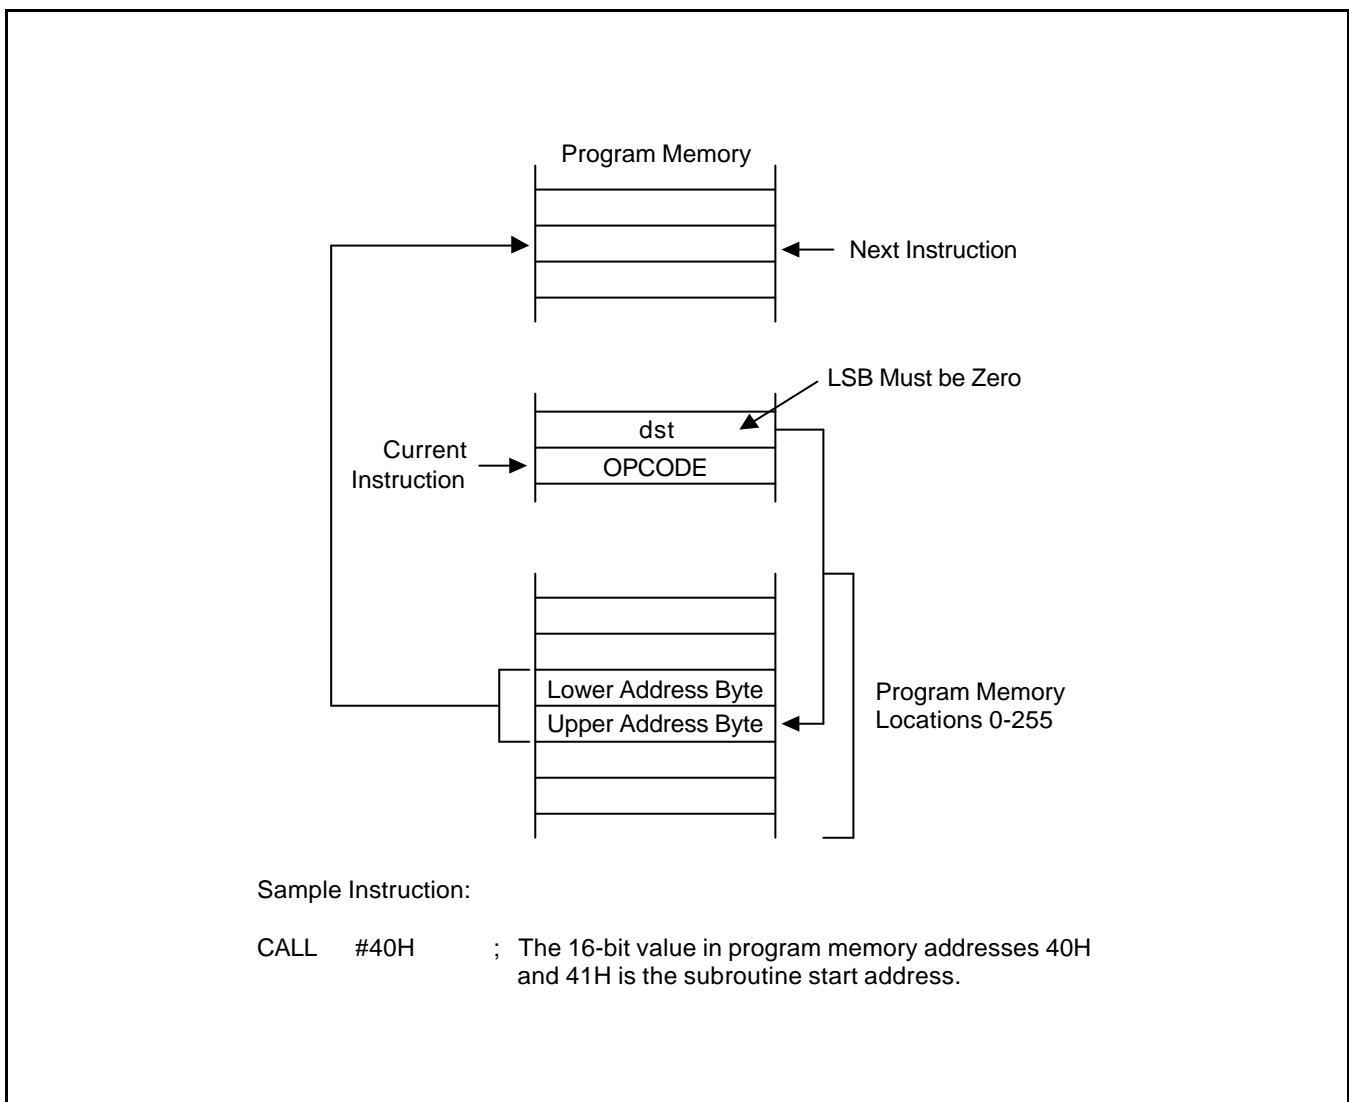 Program Memory
Next Instruction
LSB Must be Zero
dst
Current
Instruction
OPCODE
Lower Address Byte
Upper Address Byte
Program Memory
Locations 0-255
Sample Instruction:
CALL #40H ; The 16-bit value in program memory addresses 40H
and 41H is the subroutine start address.